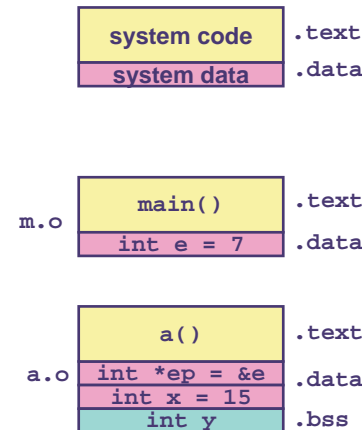 system code .text
system data .data
m.o
main() .text
int e = 7 .data
a.o
a() .text
int *ep = &e .data
int x = 15
int y .bss